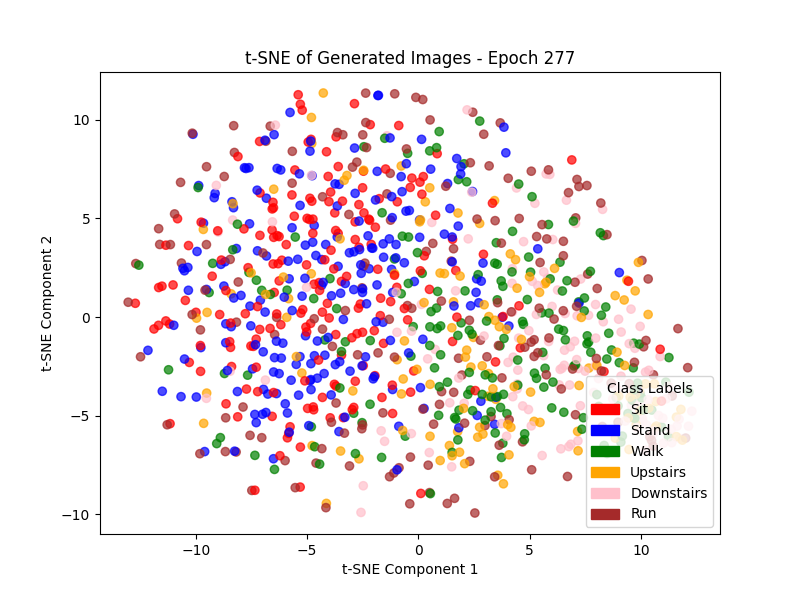 t-SNE of Generated Images - Epoch 277
t-SNE Component 2
10
5
0
−5
−10
−10
−5
0
5
10
t-SNE Component 1
Class Labels
Sit
Stand
Walk
Upstairs
Downstairs
Run